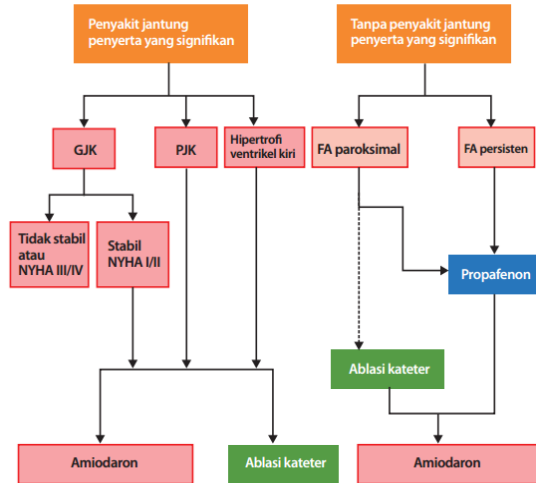 Penyakit jantung
penyerta yang signifikan
Tanpa penyakit jantung
penyerta yang signifikan
GJK
PJK
Hipertrofi
ventrikel kiri
FA paroksimal
FA persisten
Tidak stabil
atau
NYHA III/IV
Stabil
NYHA I/II
Propafenon
Ablasi kateter
Amiodaron
Ablasi kateter
Amiodaron